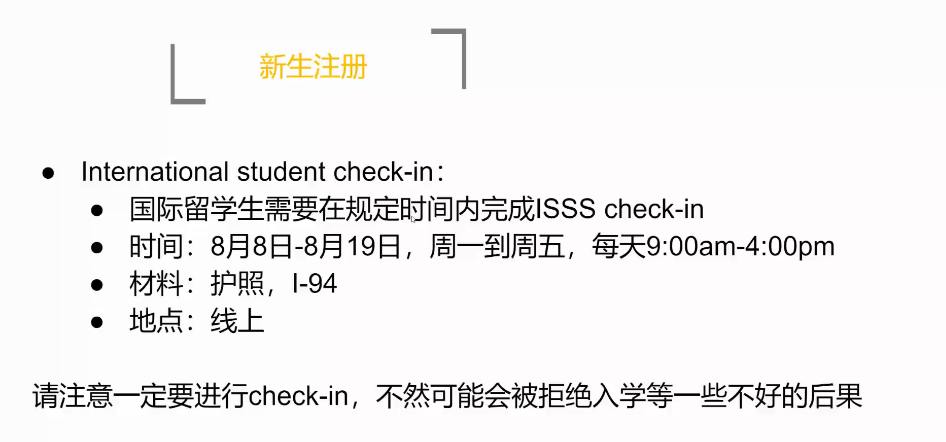 新生注册
● International student check-in：
● 国际留学生需要在规定时间内完成ISSS check-in
● 时间：8月8日-8月19日，周一到周五，每天9:00am-4:00pm
● 材料：护照，I-94
● 地点：线上
请注意一定要进行check-in，不然可能会被拒绝入学等一些不好的后果